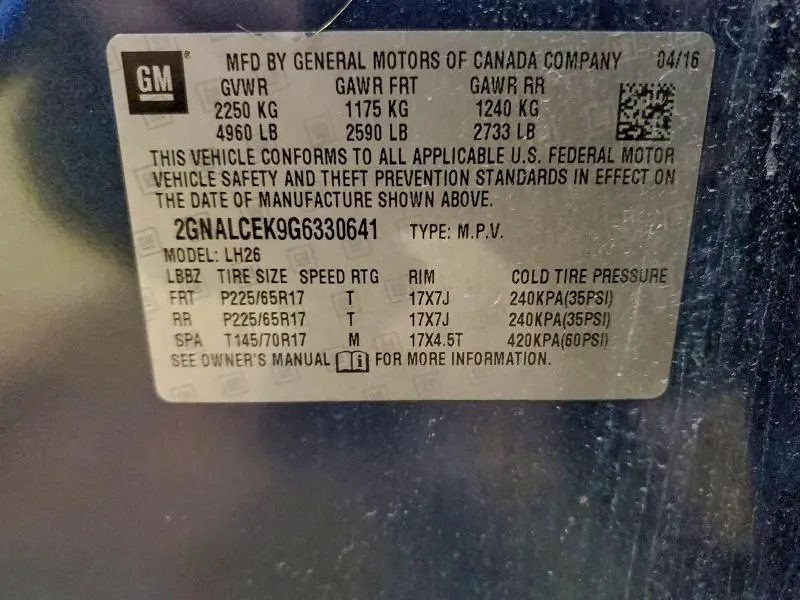 GM ® MFD BY GENERAL MOTORS OF CANADA COMPANY 04/16
GVWR GAWR FRT GAWR RR
2250 KG 1175 KG 1240 KG
4960 LB 2590 LB 2733 LB
THIS VEHICLE CONFORMS TO ALL APPLICABLE U.S. FEDERAL MOTOR
VEHICLE SAFETY AND THEFT PREVENTION STANDARDS IN EFFECT ON
THE DATE OF MANUFACTURE SHOWN ABOVE.
2GNALCEK9G6330641 TYPE: M.P.V.
MODEL: LH26
LBBZ TIRE SIZE SPEED RTG RIM COLD TIRE PRESSURE
FRT P225/65R17 T 17X7J 240KPA(35PSI)
RR P225/65R17 T 17X7J 240KPA(35PSI)
SPA T145/70R17 M 17X4.5T 420KPA(60PSI)
SEE OWNER'S MANUAL i FOR MORE INFORMATION.